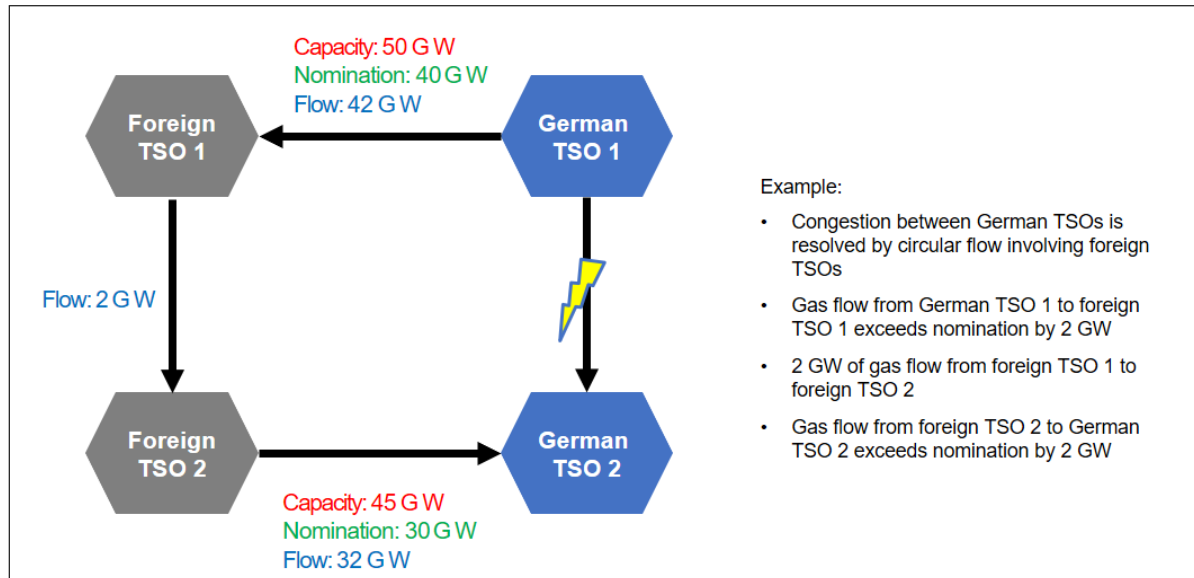 Capacity: 50 G W
Nomination: 40 G W
Flow: 42 G W
Foreign
TSO 1
German
TSO 1
Flow: 2 G W
Foreign
TSO 2
German
TSO 2
Capacity: 45 G W
Nomination: 30 G W
Flow: 32 G W
Example:
• Congestion between German TSOs is
resolved by circular flow involving foreign
TSOs
• Gas flow from German TSO 1 to foreign
TSO 1 exceeds nomination by 2 GW
• 2 GW of gas flow from foreign TSO 1 to
foreign TSO 2
• Gas flow from foreign TSO 2 to German
TSO 2 exceeds nomination by 2 GW